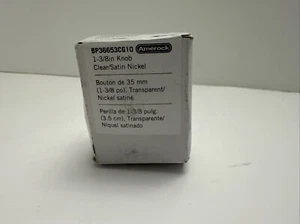 BP36653CG10 Amerock
1-3/8in Knob
Clear/Satin Nickel
Bouton de 35 mm
(1-3/8 po), Transparent/
Nickel satiné
Perilla de 1-3/8 pulg.
(3.5 cm), Transparente/
Níquel satinado